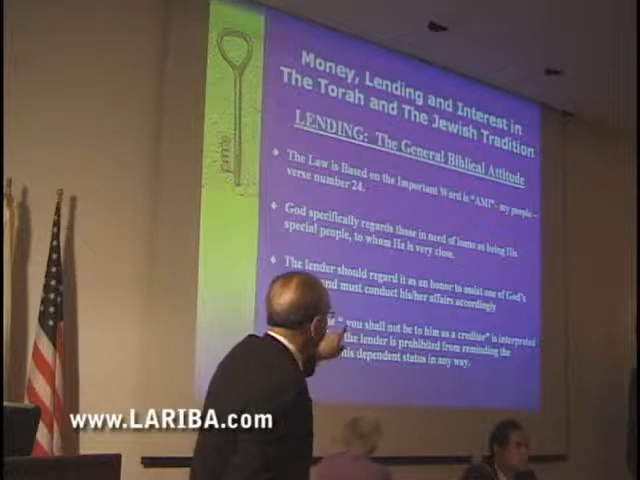 Money, Lending and Interest in
The Torah and The Jewish Tradition
LENDING: The General Biblical Attitude
The Law is Based on the Important Word is "AMI"- my people –
verse number 24.
God specifically regards those in need of loans as being His
special people, to whom He is very close.
The lender should regard it as an honor to assist one of God's
and must conduct his/her affairs accordingly
"you shall not be to him as a creditor" is interpreted
the lender is prohibited from reminding the
his dependent status in any way.
www.LARIBA.com